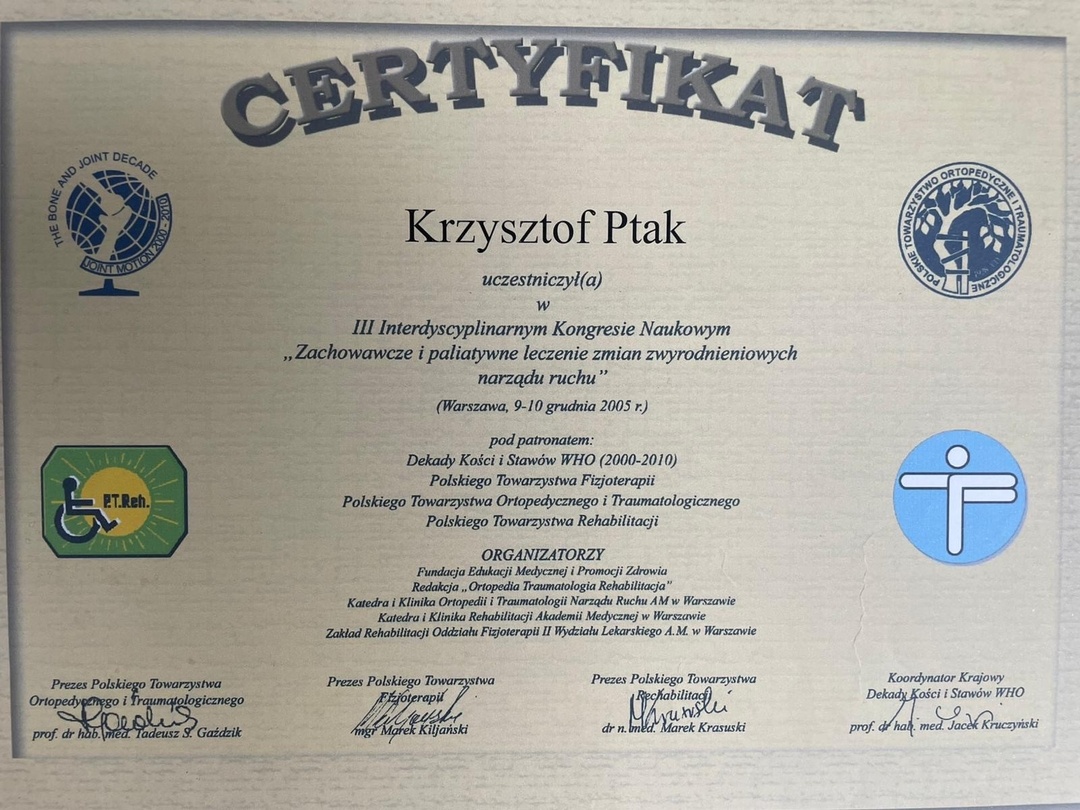 CERTYFIKAT
THE BONE AND JOINT DECADE
JOINT MOTION 2000 - 2010
POLSKIE TOWARZYSTWO ORTOPEDYCZNE I TRAUMATOLOGICZNE
Krzysztof Ptak
uczestniczył(a)
w
III Interdyscyplinarnym Kongresie Naukowym
„Zachowawcze i paliatywne leczenie zmian zwyrodnieniowych
narządu ruchu”
(Warszawa, 9-10 grudnia 2005 r.)
pod patronatem:
Dekady Kości i Stawów WHO (2000-2010)
Polskiego Towarzystwa Fizjoterapii
Polskiego Towarzystwa Ortopedycznego i Traumatologicznego
Polskiego Towarzystwa Rehabilitacji
P.T.Reh.
ORGANIZATORZY
Fundacja Edukacji Medycznej i Promocji Zdrowia
Redakcja „Ortopedia Traumatologia Rehabilitacja”
Katedra i Klinika Ortopedii i Traumatologii Narządu Ruchu AM w Warszawie
Katedra i Klinika Rehabilitacji Akademii Medycznej w Warszawie
Zakład Rehabilitacji Oddziału Fizjoterapii II Wydziału Lekarskiego A.M. w Warszawie
Prezes Polskiego Towarzystwa
Ortopedycznego i Traumatologicznego
prof. dr hab. med. Tadeusz S. Gaździk
Prezes Polskiego Towarzystwa
Fizjoterapii
mgr Marek Kiljański
Prezes Polskiego Towarzystwa
Rechabilitacji
dr n. med. Marek Krasuski
Koordynator Krajowy
Dekady Kości i Stawów WHO
prof. dr hab. med. Jacek Kruczyński